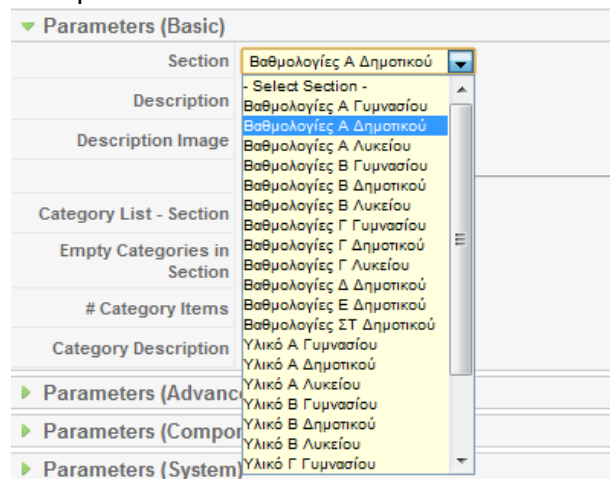 Parameters (Basic)
Section Βαθμολογίες Α Δημοτικού
- Select Section -
Βαθμολογίες Α Γυμνασίου
Description
Βαθμολογίες Α Δημοτικού
Description Image
Βαθμολογίες Α Λυκείου
Βαθμολογίες Β Γυμνασίου
Βαθμολογίες Β Δημοτικού
Βαθμολογίες Β Λυκείου
Category List - Section
Βαθμολογίες Γ Γυμνασίου
Βαθμολογίες Γ Δημοτικού
Empty Categories in
Section
Βαθμολογίες Γ Λυκείου
Βαθμολογίες Δ Δημοτικού
Βαθμολογίες Ε Δημοτικού
# Category Items
Βαθμολογίες ΣΤ Δημοτικού
Υλικό Α Γυμνασίου
Category Description
Υλικό Α Δημοτικού
Υλικό Α Λυκείου
Parameters (Advanc
Υλικό Β Γυμνασίου
Υλικό Β Δημοτικού
Parameters (Compor
Υλικό Β Λυκείου
Υλικό Γ Γυμνασίου
Parameters (System)